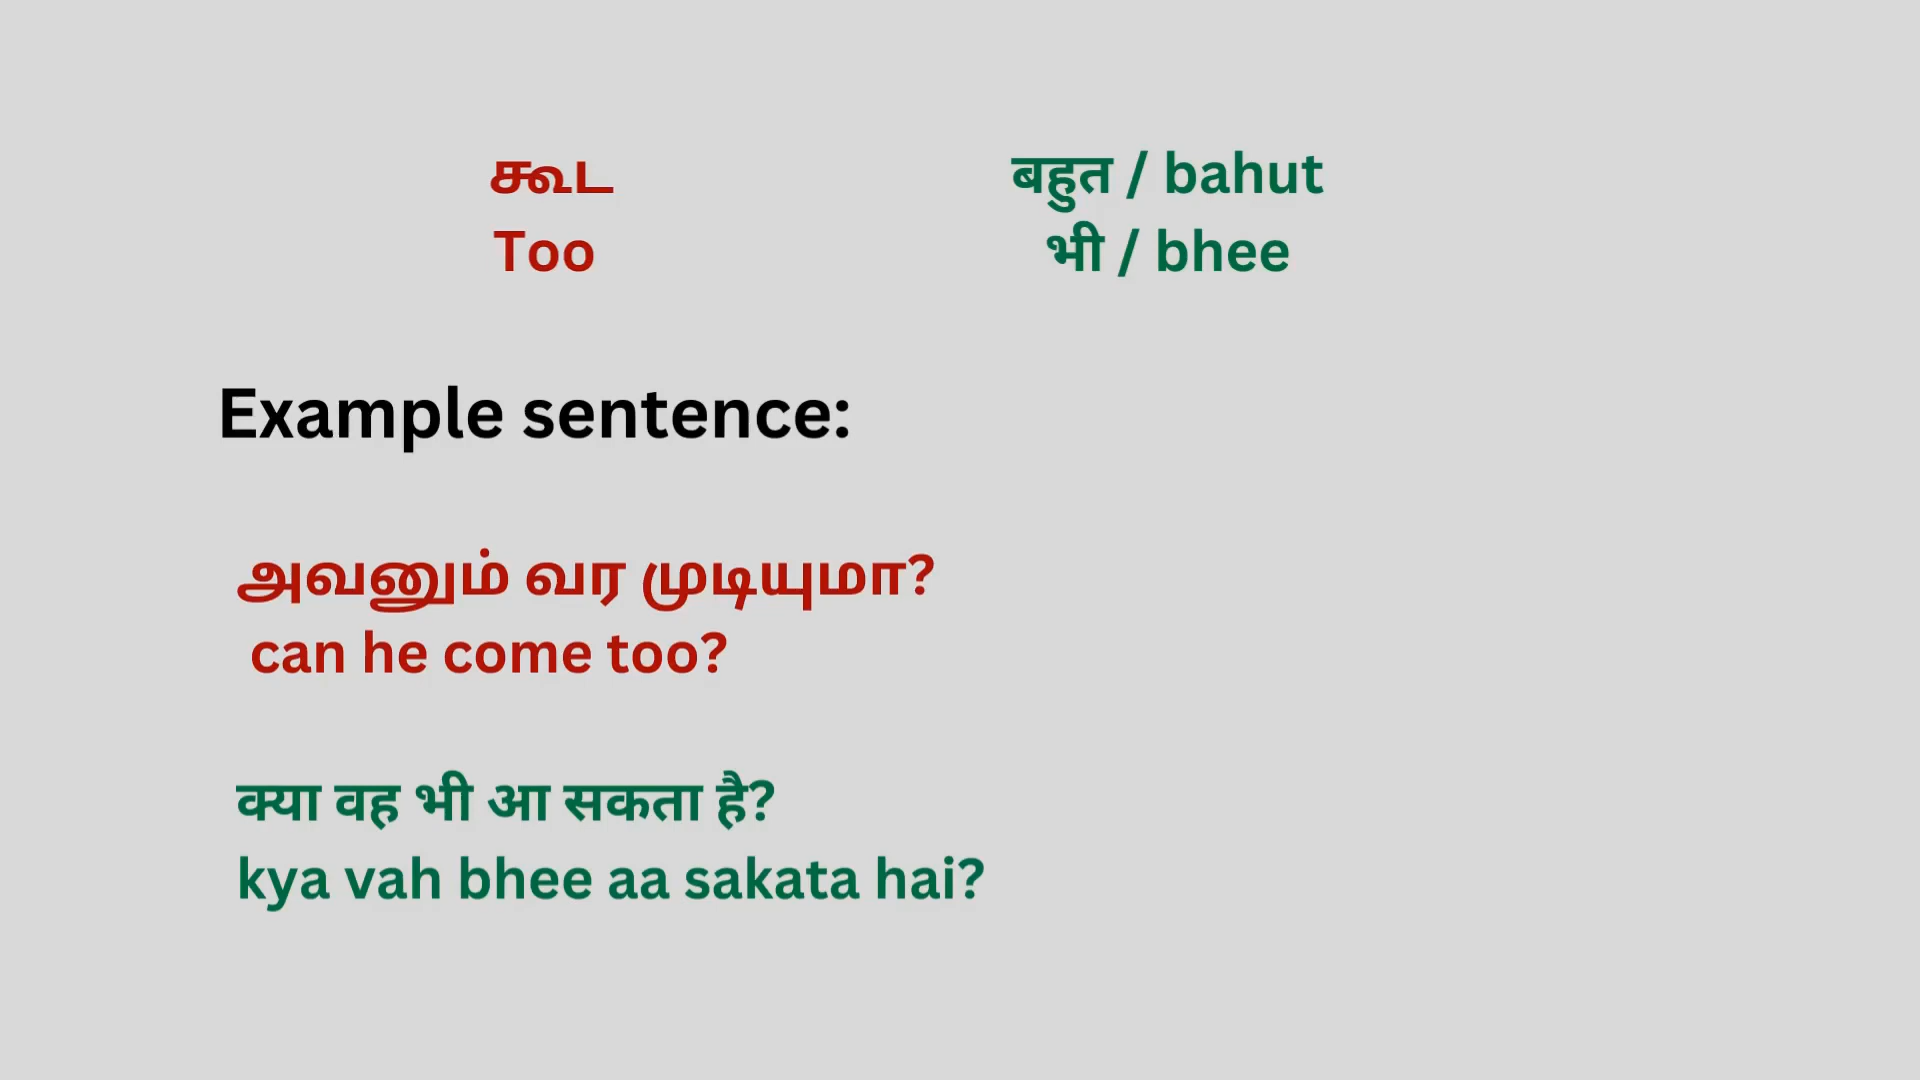 கூட
Too
बहुत / bahut
भी / bhee
Example sentence:
அவனும் வர முடியுமா?
can he come too?
क्या वह भी आ सकता है?
kya vah bhee aa sakata hai?